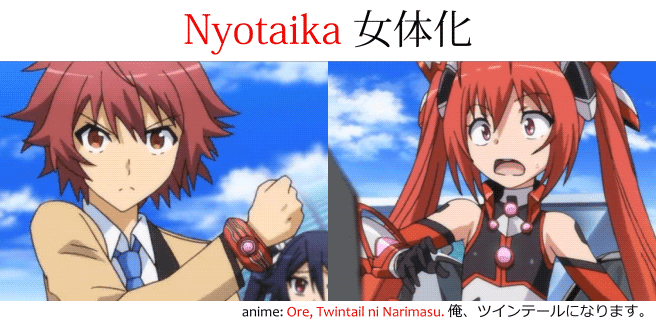 Nyotaika 女体化
anime: Ore, Twintail ni Narimasu. 俺、ツインテールになります。